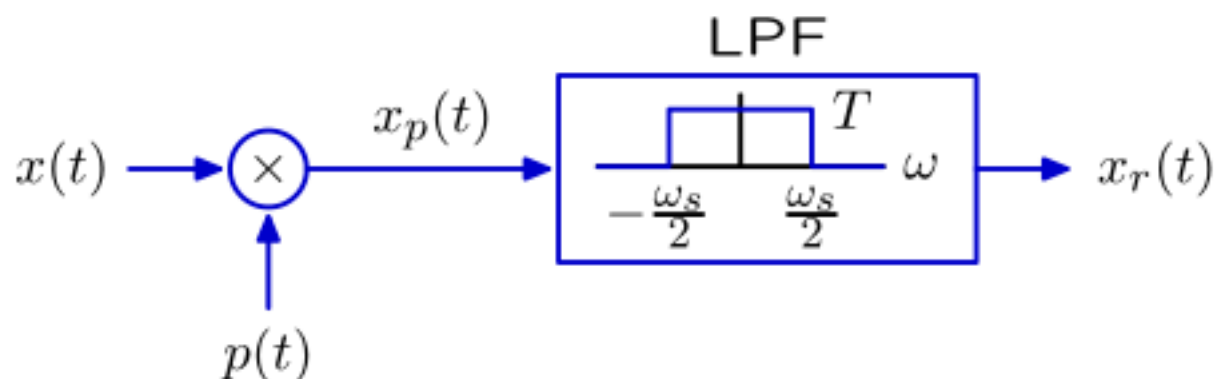 LPF
x(t)
×
x_p(t)
T
ω
-ω_s/2
ω_s/2
x_r(t)
p(t)